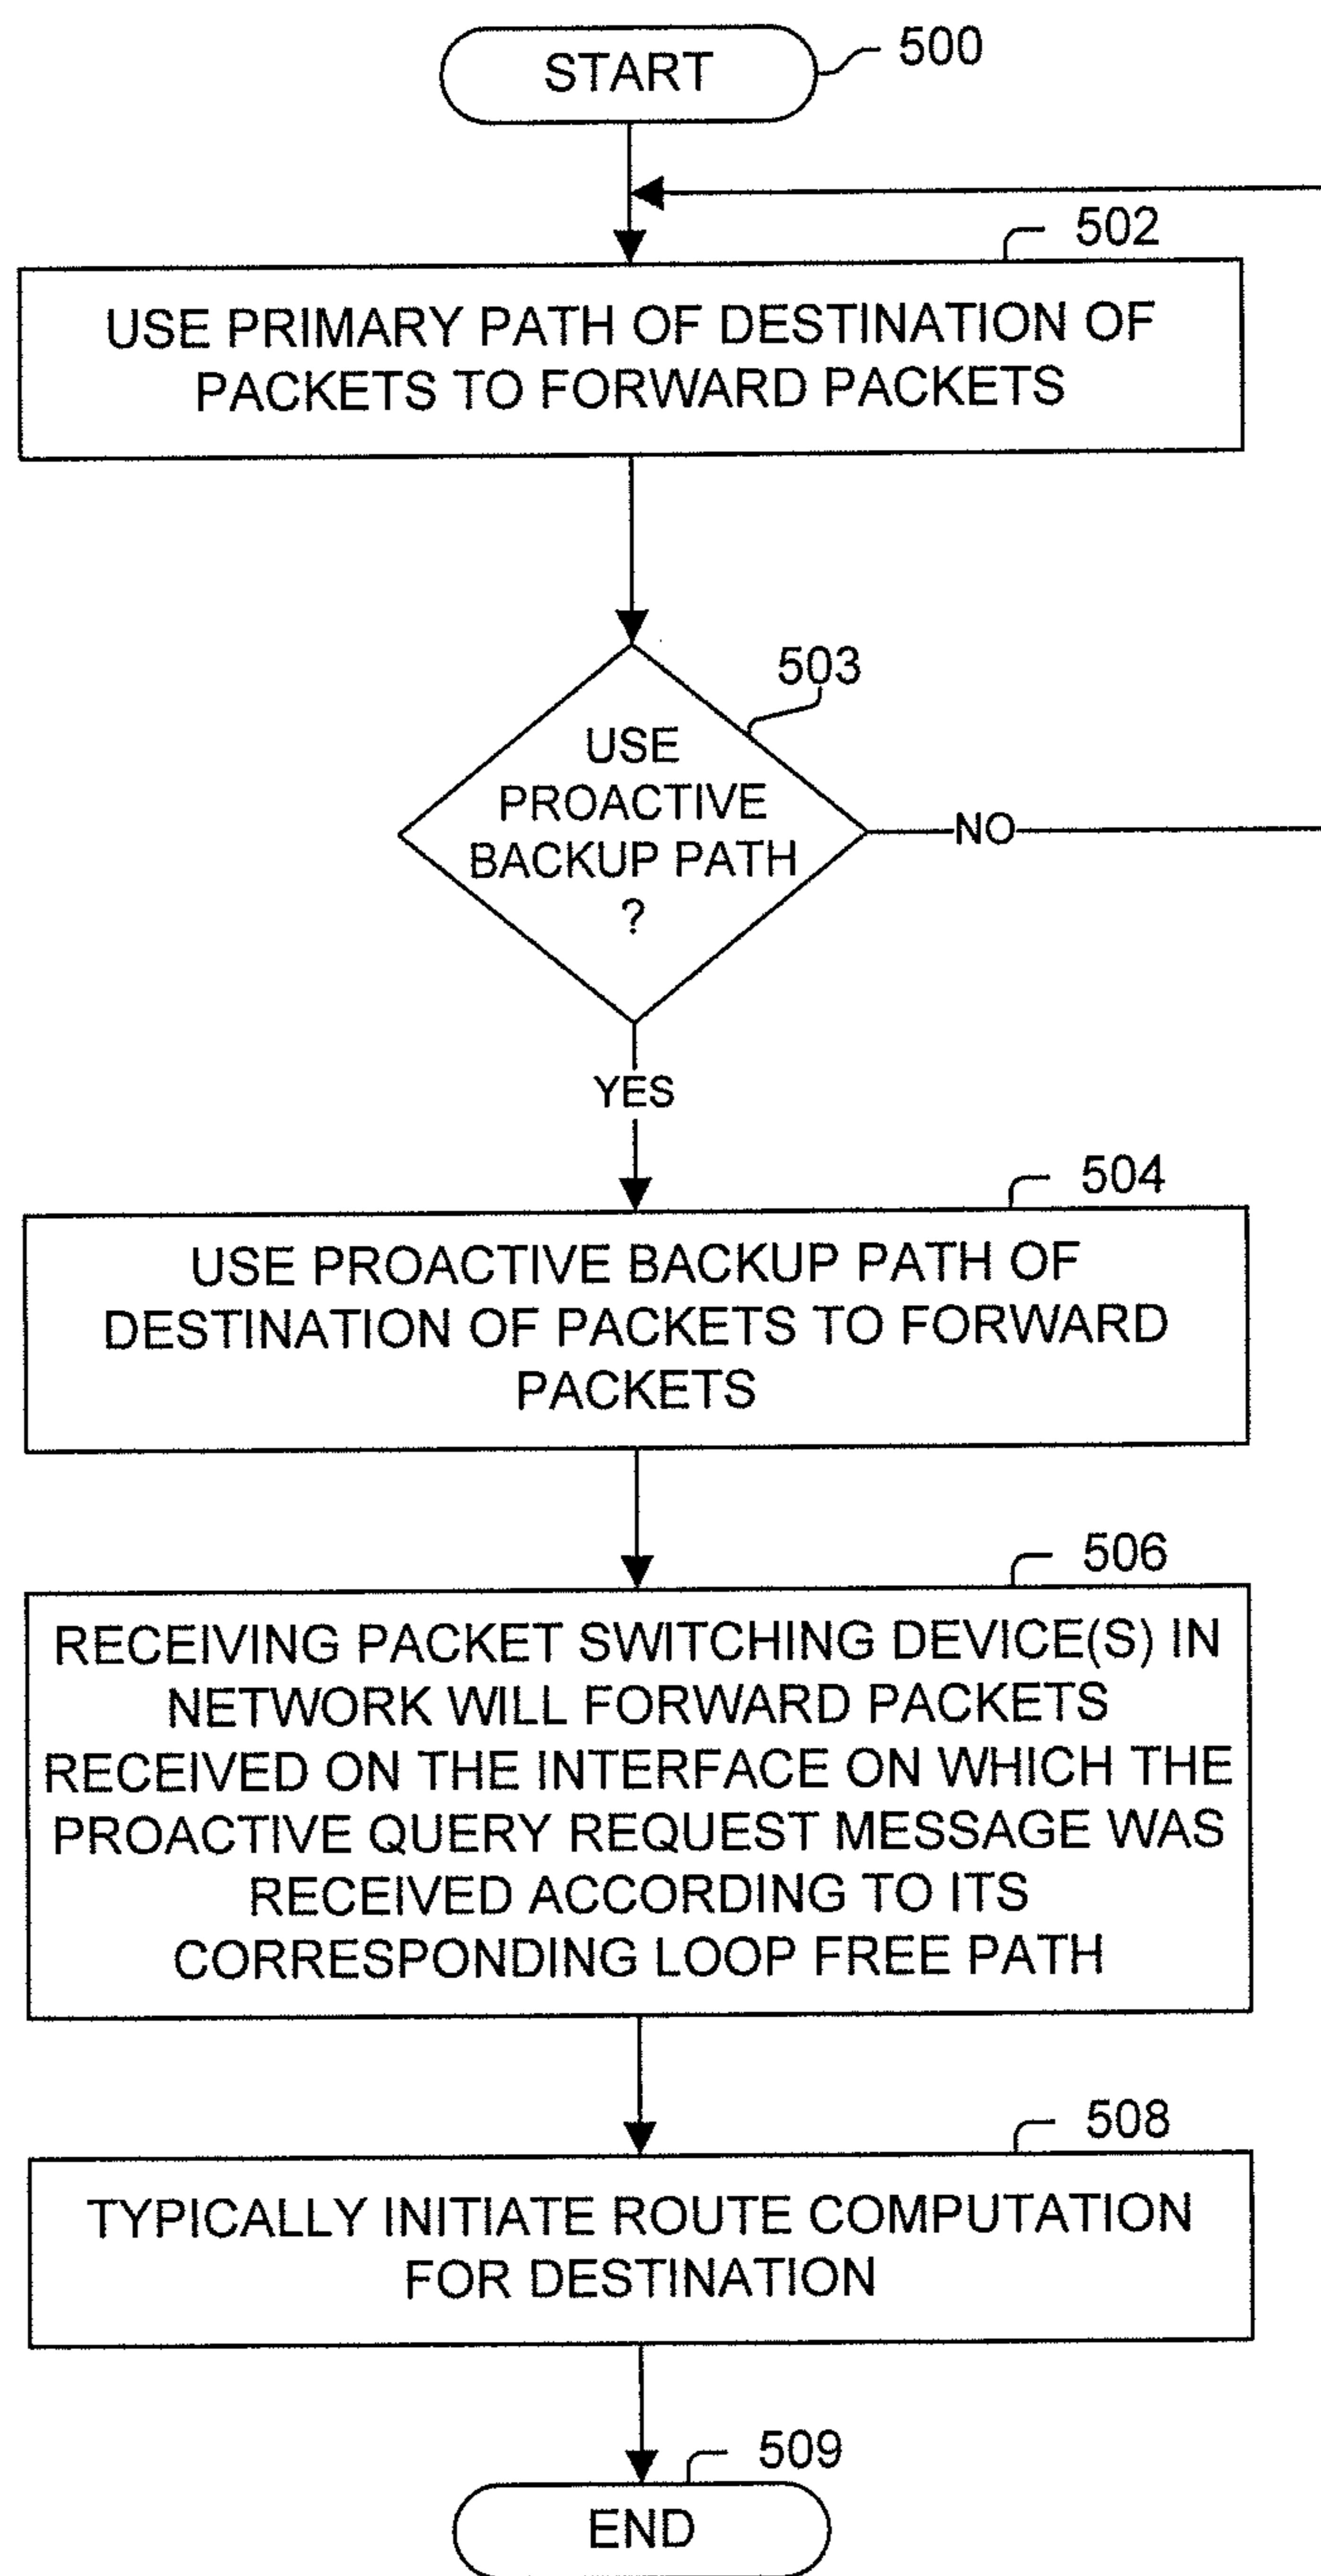 START
500
502
USE PRIMARY PATH OF DESTINATION OF
PACKETS TO FORWARD PACKETS
503
USE
PROACTIVE
BACKUP PATH
?
NO
YES
504
USE PROACTIVE BACKUP PATH OF
DESTINATION OF PACKETS TO FORWARD
PACKETS
506
RECEIVING PACKET SWITCHING DEVICE(S) IN
NETWORK WILL FORWARD PACKETS
RECEIVED ON THE INTERFACE ON WHICH THE
PROACTIVE QUERY REQUEST MESSAGE WAS
RECEIVED ACCORDING TO ITS
CORRESPONDING LOOP FREE PATH
508
TYPICALLY INITIATE ROUTE COMPUTATION
FOR DESTINATION
509
END